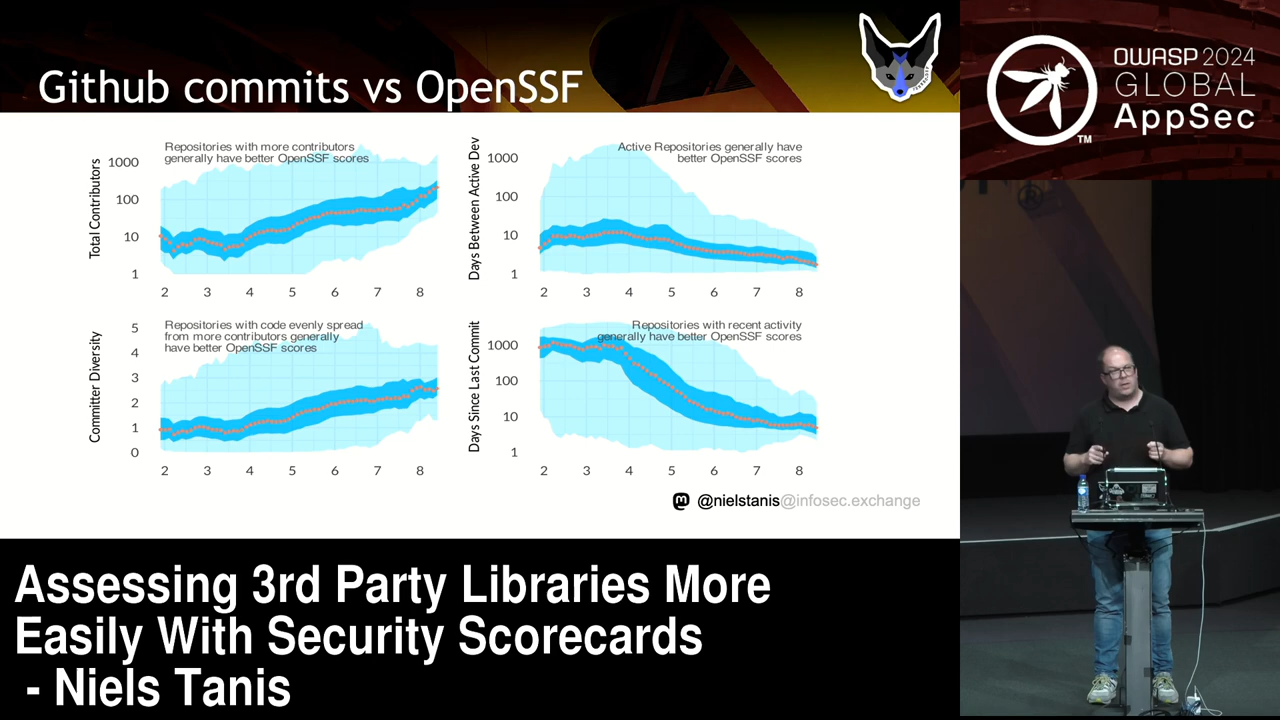 Github commits vs OpenSSF
OWASP 2024
GLOBAL
AppSec
TM
Repositories with more contributors
generally have better OpenSSF scores
Total Contributors
1000
100
10
1
2 3 4 5 6 7 8
Active Repositories generally have
better OpenSSF scores
Days Between Active Dev
1000
100
10
1
2 3 4 5 6 7 8
Repositories with code evenly spread
from more contributors generally
have better OpenSSF scores
Committer Diversity
5
4
3
2
1
0
2 3 4 5 6 7 8
Repositories with recent activity
generally have better OpenSSF scores
Days Since Last Commit
1000
100
10
1
2 3 4 5 6 7 8
@nielstanis@infosec.exchange
Assessing 3rd Party Libraries More
Easily With Security Scorecards
- Niels Tanis